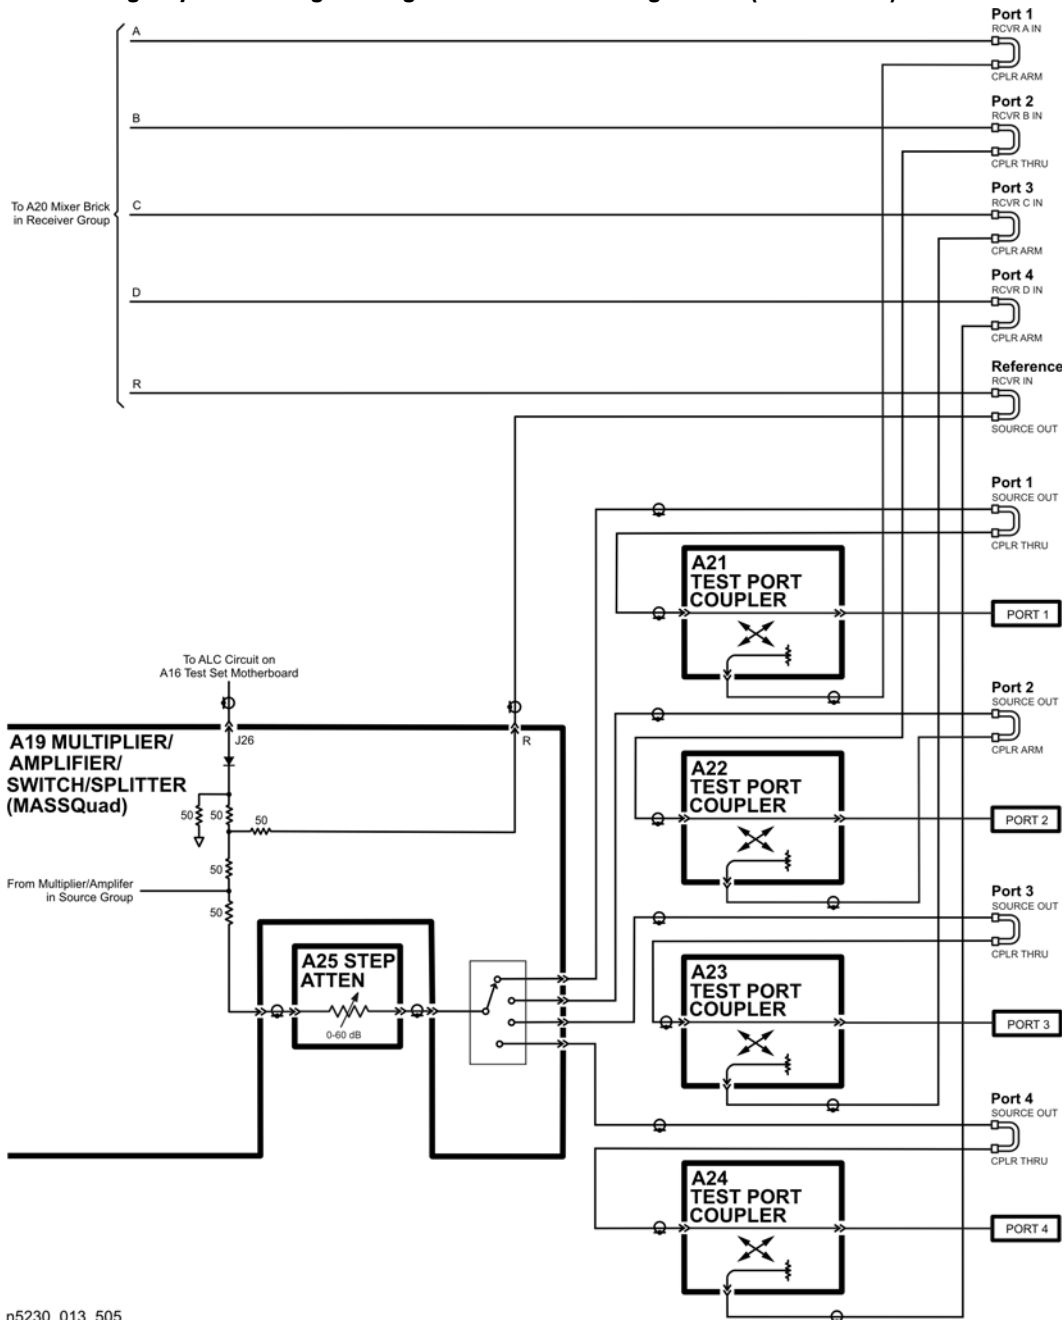 Port 1
RCVR A IN
CPLR ARM
Port 2
RCVR B IN
CPLR THRU
Port 3
RCVR C IN
CPLR ARM
Port 4
RCVR D IN
CPLR ARM
Reference
RCVR IN
SOURCE OUT
A
B
C
D
R
To A20 Mixer Brick
in Receiver Group
Port 1
SOURCE OUT
CPLR THRU
A21
TEST PORT
COUPLER
PORT 1
To ALC Circuit on
A16 Test Set Motherboard
J26
R
A19 MULTIPLIER/
AMPLIFIER/
SWITCH/SPLITTER
(MASSQuad)
50
50
50
50
50
From Multiplier/Amplifer
in Source Group
Port 2
SOURCE OUT
CPLR ARM
A22
TEST PORT
COUPLER
PORT 2
A25 STEP
ATTEN
0-60 dB
Port 3
SOURCE OUT
CPLR THRU
A23
TEST PORT
COUPLER
PORT 3
Port 4
SOURCE OUT
CPLR THRU
A24
TEST PORT
COUPLER
PORT 4
n5230_013_505